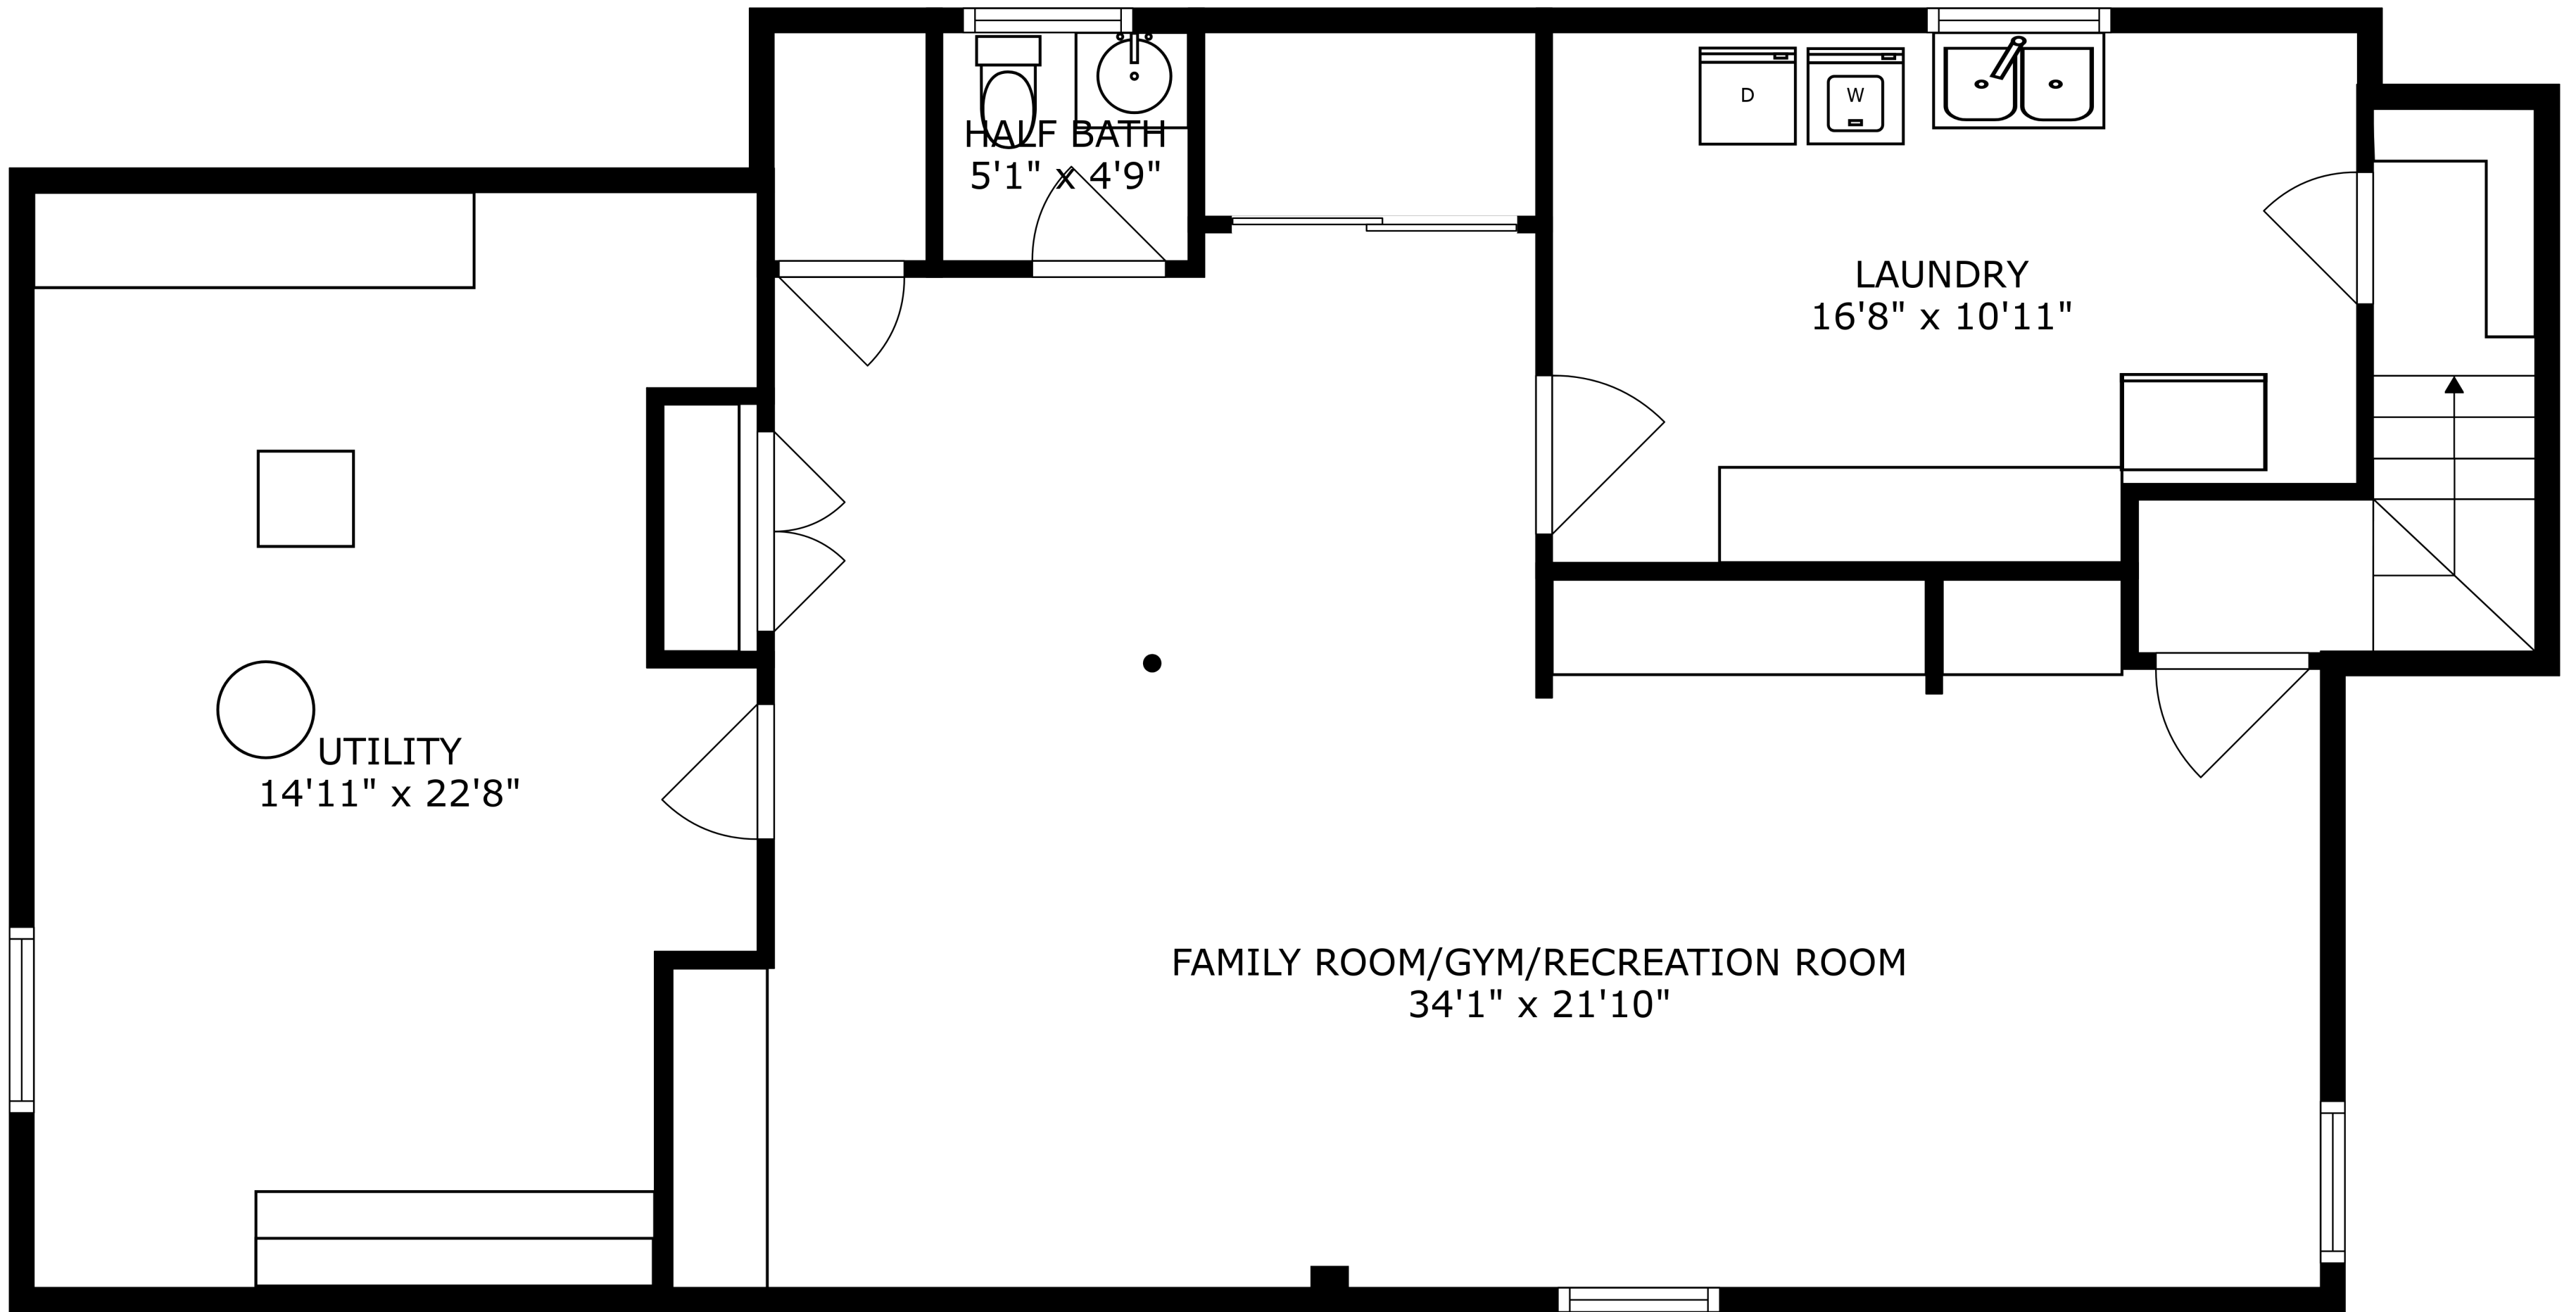 HALF BATH
5'1" x 4'9"
D
W
LAUNDRY
16'8" x 10'11"
UTILITY
14'11" x 22'8"
FAMILY ROOM/GYM/RECREATION ROOM
34'1" x 21'10"